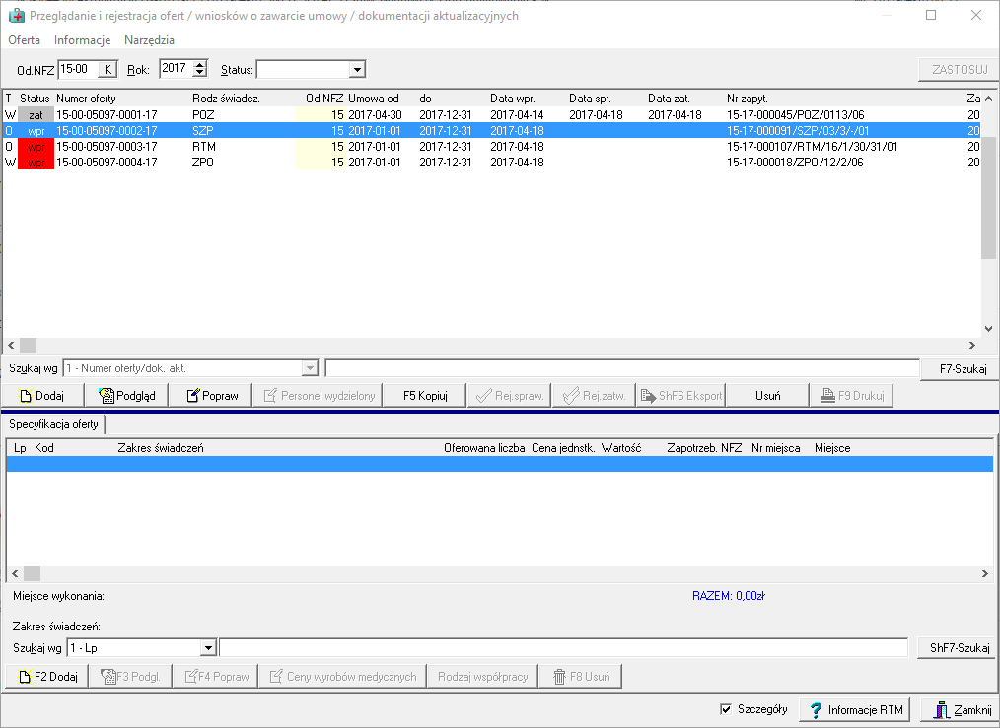 Przeglądanie i rejestracja ofert / wniosków o zawarcie umowy / dokumentacji aktualizacyjnych
Oferta Informacje Narzędzia
Od.NFZ 15-00 K Rok: 2017 Status: ZASTOSUJ
T Status Numer oferty Rodz świadcz. Od.NFZ Umowa od do Data wpr. Data spr. Data zat. Nr zapyt. Za
W zat 15-00-05097-0001-17 POZ 15 2017-04-30 2017-12-31 2017-04-14 2017-04-18 2017-04-18 15-17-000045/POZ/0113/06 20
O wpr 15-00-05097-0002-17 SZP 15 2017-01-01 2017-12-31 2017-04-18 15-17-000091/SZP/03/3/-/01 20
O wpr 15-00-05097-0003-17 RTM 15 2017-01-01 2017-12-31 2017-04-18 15-17-000107/RTM/16/1/30/31/01 20
W wpr 15-00-05097-0004-17 ZPO 15 2017-01-01 2017-12-31 2017-04-18 15-17-000018/ZPO/12/2/06 20
Szukaj wg 1 - Numer oferty/dok. akt. F7-Szukaj
Dodaj Podgląd Popraw Personel wydzielony F5 Kopiuj Rej.spraw. Rej.zatw. ShF6 Eksport Usuń F9 Drukuj
Specyfikacja oferty
Lp Kod Zakres świadczeń Oferowana liczba Cena jednstk. Wartość Zapotrzeb. NFZ Nr miejsca Miejsce
Miejsce wykonania: RAZEM: 0,00zł
Zakres świadczeń:
Szukaj wg 1 - Lp ShF7-Szukaj
F2 Dodaj F3 Podgl. F4 Popraw Ceny wyrobów medycznych Rodzaj współpracy F8 Usuń
Szczegóły Informacje RTM Zamknij